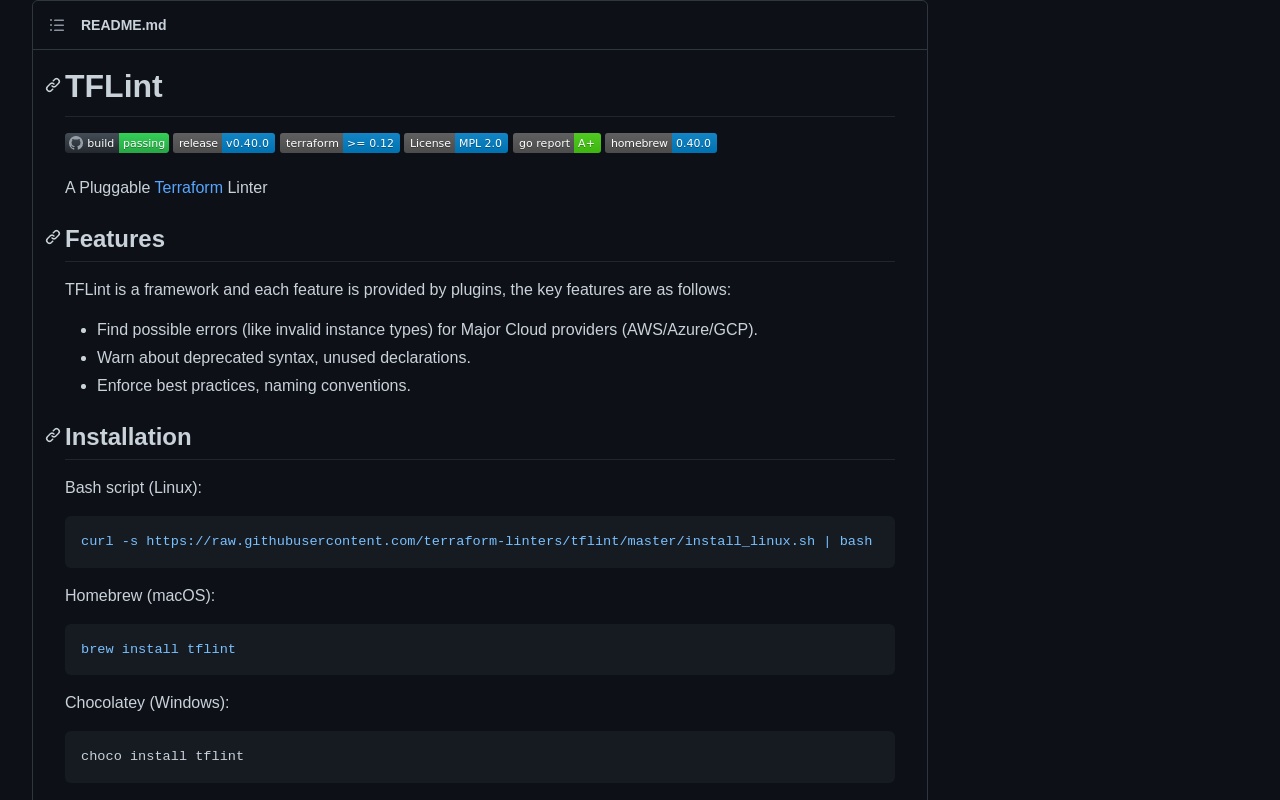 README.md
TFLint
build passing release v0.40.0 terraform >= 0.12 License MPL 2.0 go report A+ homebrew 0.40.0
A Pluggable Terraform Linter
Features
TFLint is a framework and each feature is provided by plugins, the key features are as follows:
Find possible errors (like invalid instance types) for Major Cloud providers (AWS/Azure/GCP).
Warn about deprecated syntax, unused declarations.
Enforce best practices, naming conventions.
Installation
Bash script (Linux):
curl -s https://raw.githubusercontent.com/terraform-linters/tflint/master/install_linux.sh | bash
Homebrew (macOS):
brew install tflint
Chocolatey (Windows):
choco install tflint